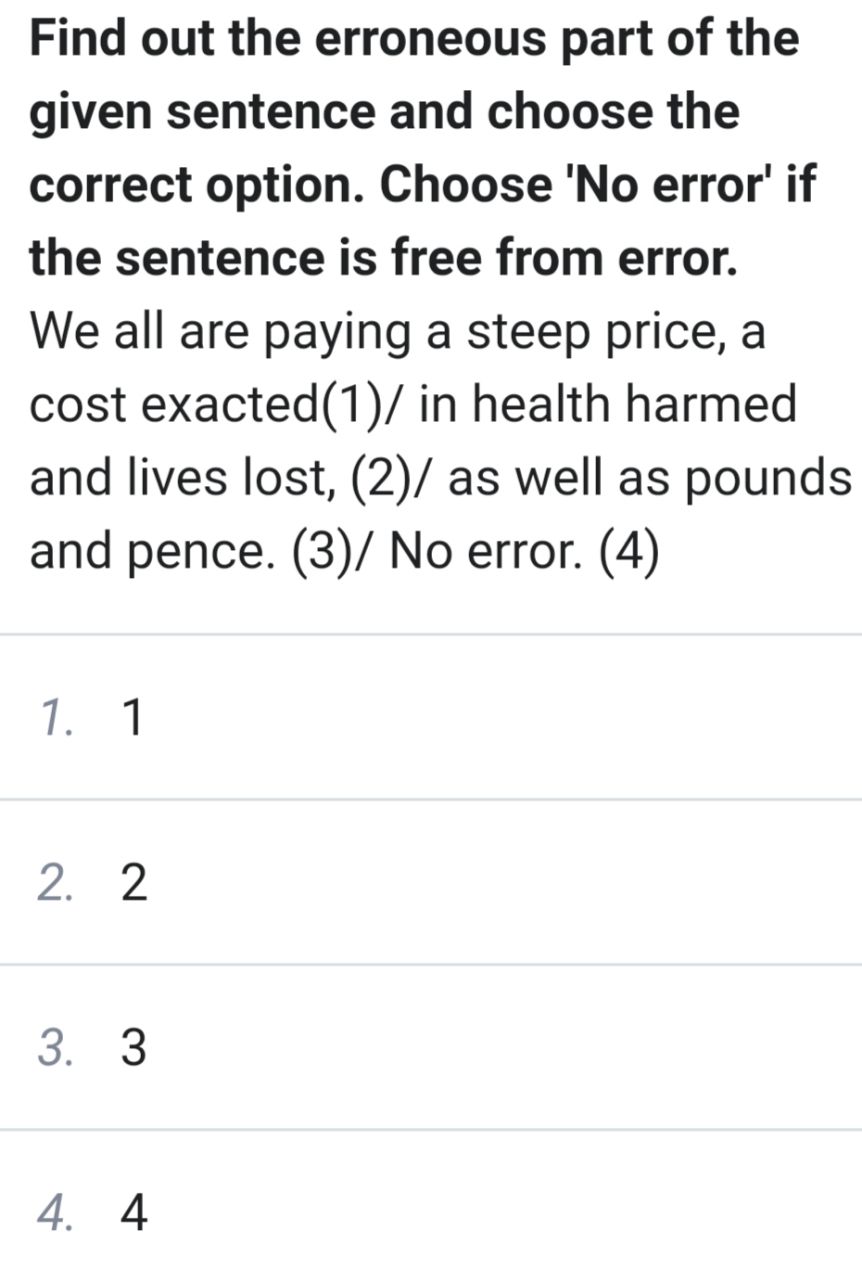 Find out the erroneous part of the
given sentence and choose the
correct option. Choose 'No error' if
the sentence is free from error.
We all are paying a steep price, a
cost exacted(1)/ in health harmed
and lives lost, (2)/ as well as pounds
and pence. (3)/ No error. (4)
1. 1
2. 2
3. 3
4. 4